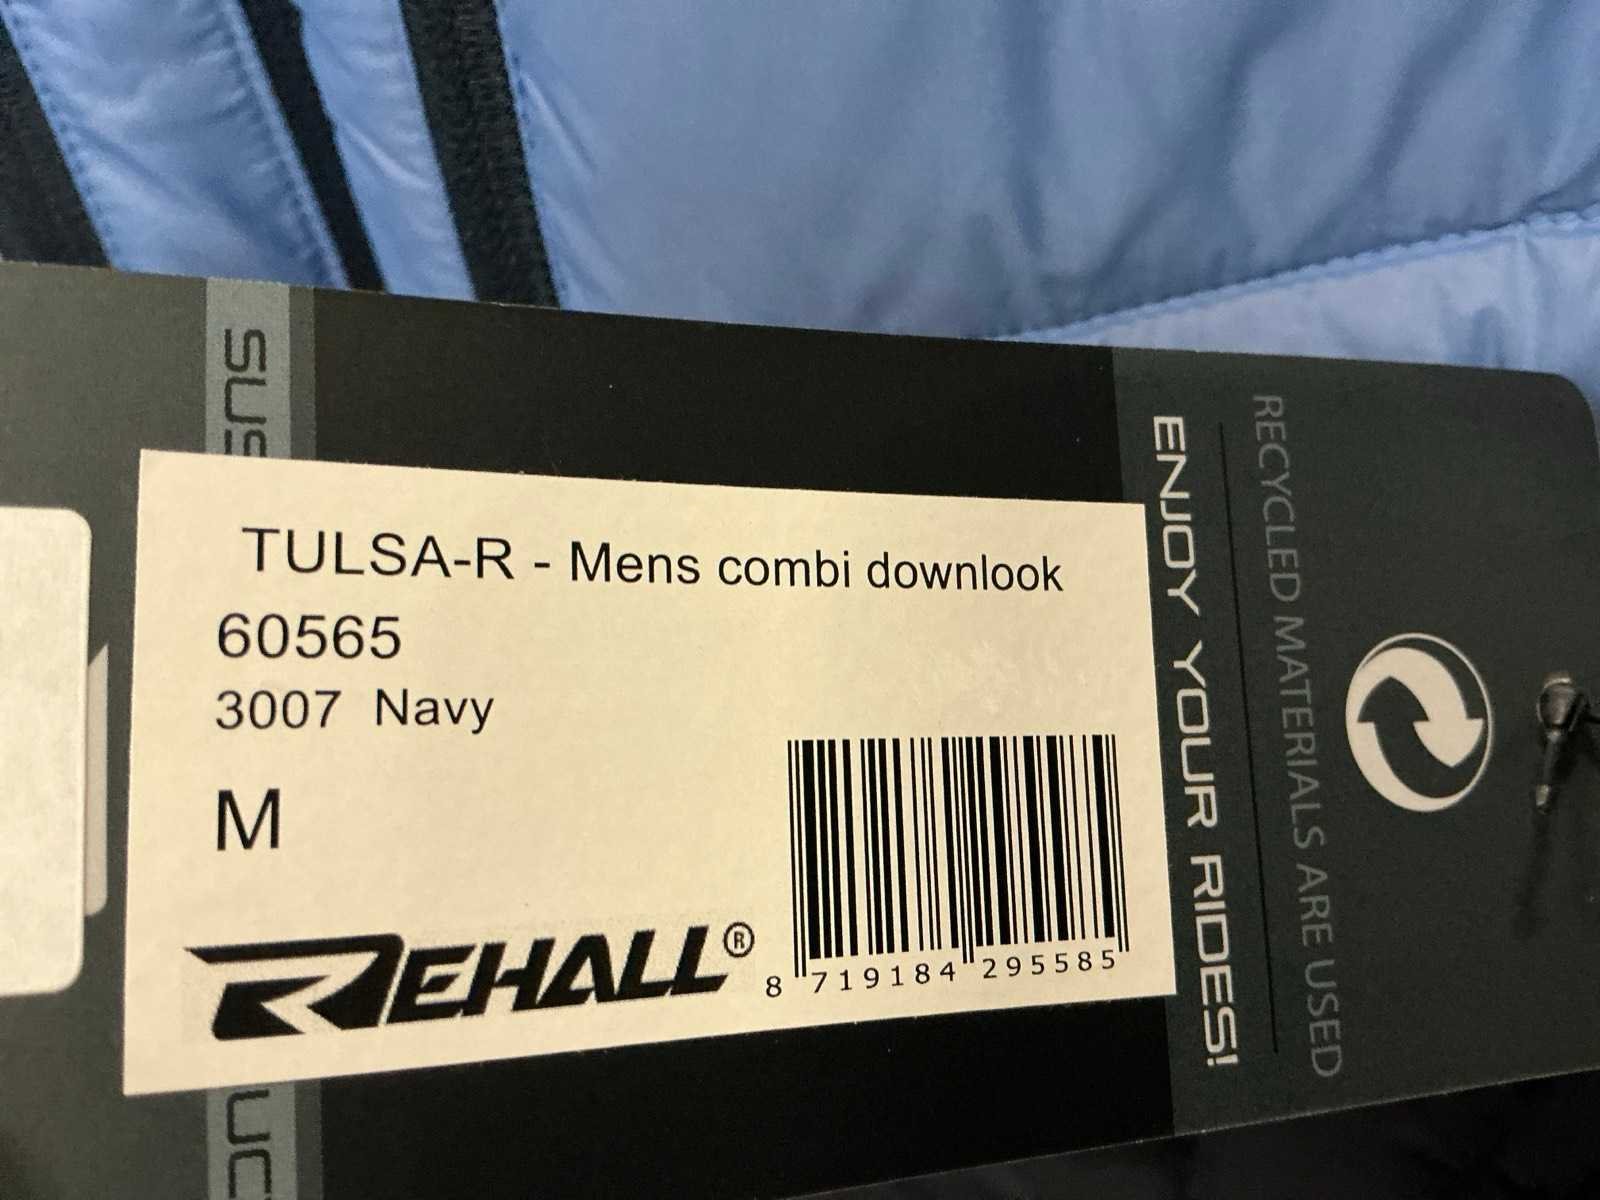 TULSA-R - Mens combi downlook
60565
3007 Navy
M
REHALL®
8 719184 295585
ENJOY YOUR RIDES!
RECYCLED MATERIALS ARE USED